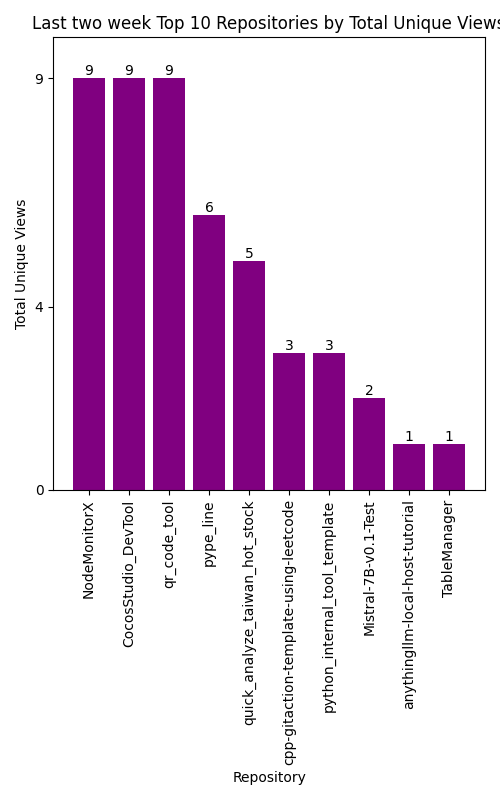 Last two week Top 10 Repositories by Total Unique Views
Total Unique Views
9
4
0
9
9
9
6
5
3
3
2
1
1
NodeMonitorX
CocosStudio_DevTool
qr_code_tool
pype_line
quick_analyze_taiwan_hot_stock
cpp-gitaction-template-using-leetcode
python_internal_tool_template
Mistral-7B-v0.1-Test
anythingllm-local-host-tutorial
TableManager
Repository